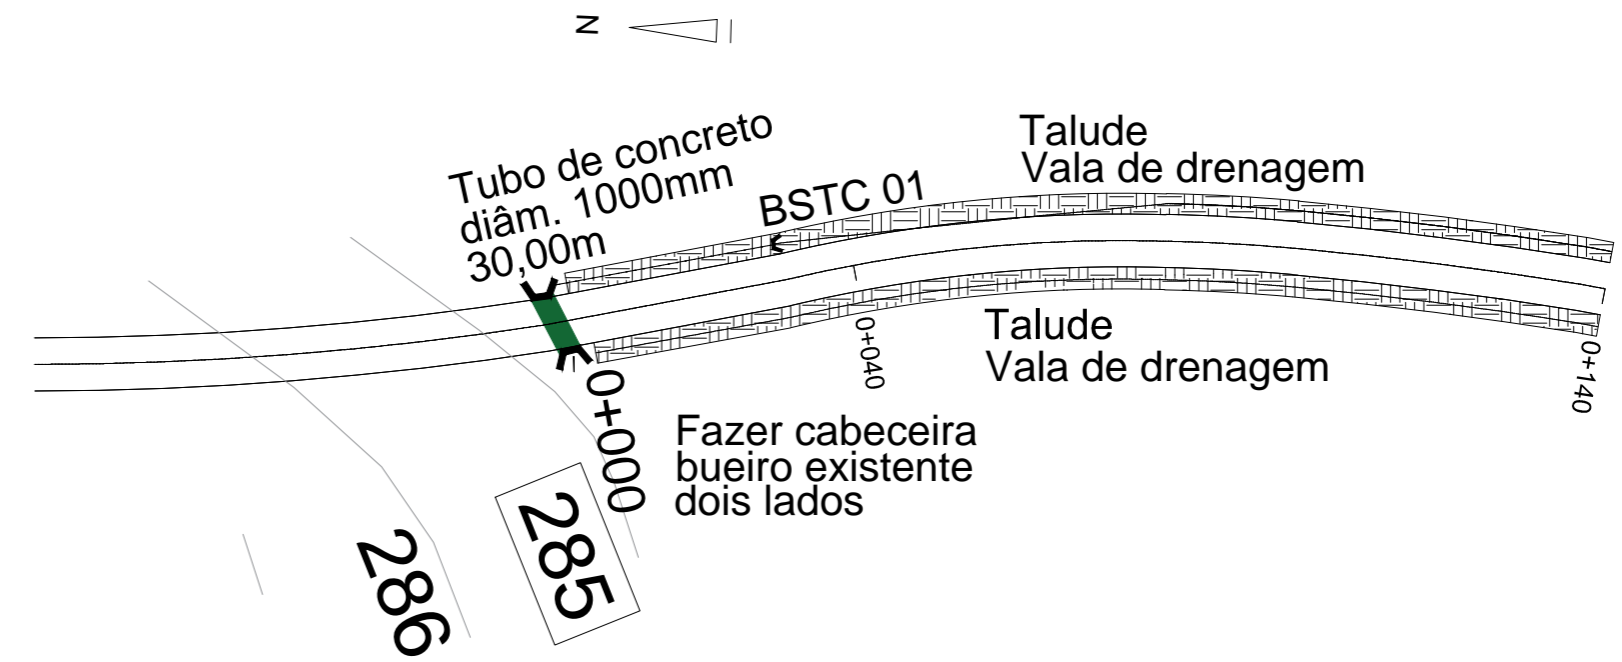 N
Tubo de concreto
diâm. 1000mm
30,00m
BSTC 01
Talude
Vala de drenagem
Talude
Vala de drenagem
0+040
0+140
0+000
Fazer cabeceira
bueiro existente
dois lados
285
286